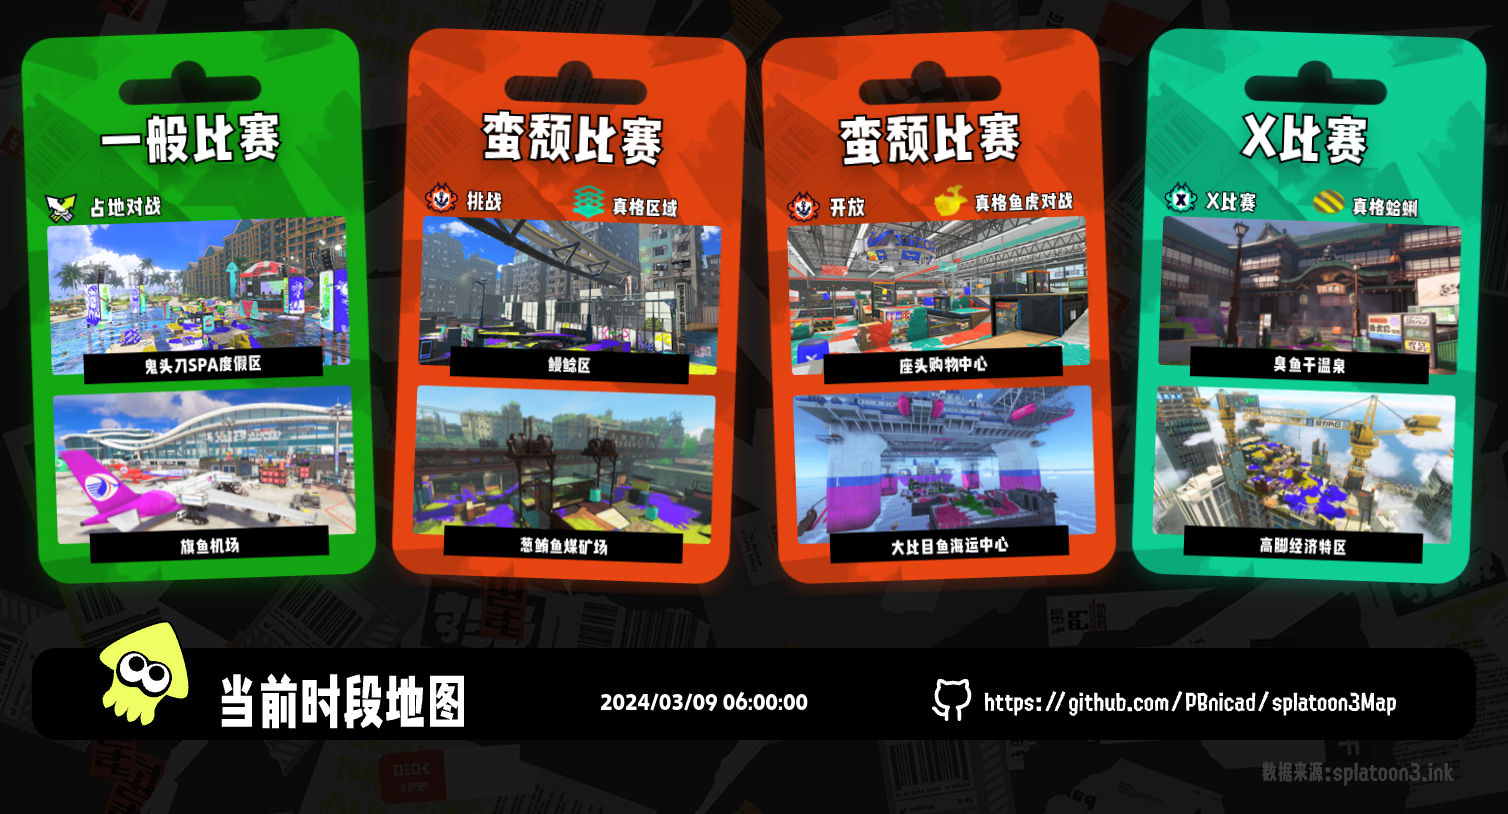 一般比赛
占地对战
鬼头刀SPA度假区
旗鱼机场
蛮颓比赛
挑战
真格区域
鳗鲶区
葱鲔鱼煤矿场
蛮颓比赛
开放
真格鱼虎对战
座头购物中心
大比目鱼海运中心
X比赛
X比赛
真格蛤蜊
臭鱼干温泉
高脚经济特区
当前时段地图
2024/03/09 06:00:00
https://github.com/PBnicad/splatoon3Map
数据来源:splatoon3.ink